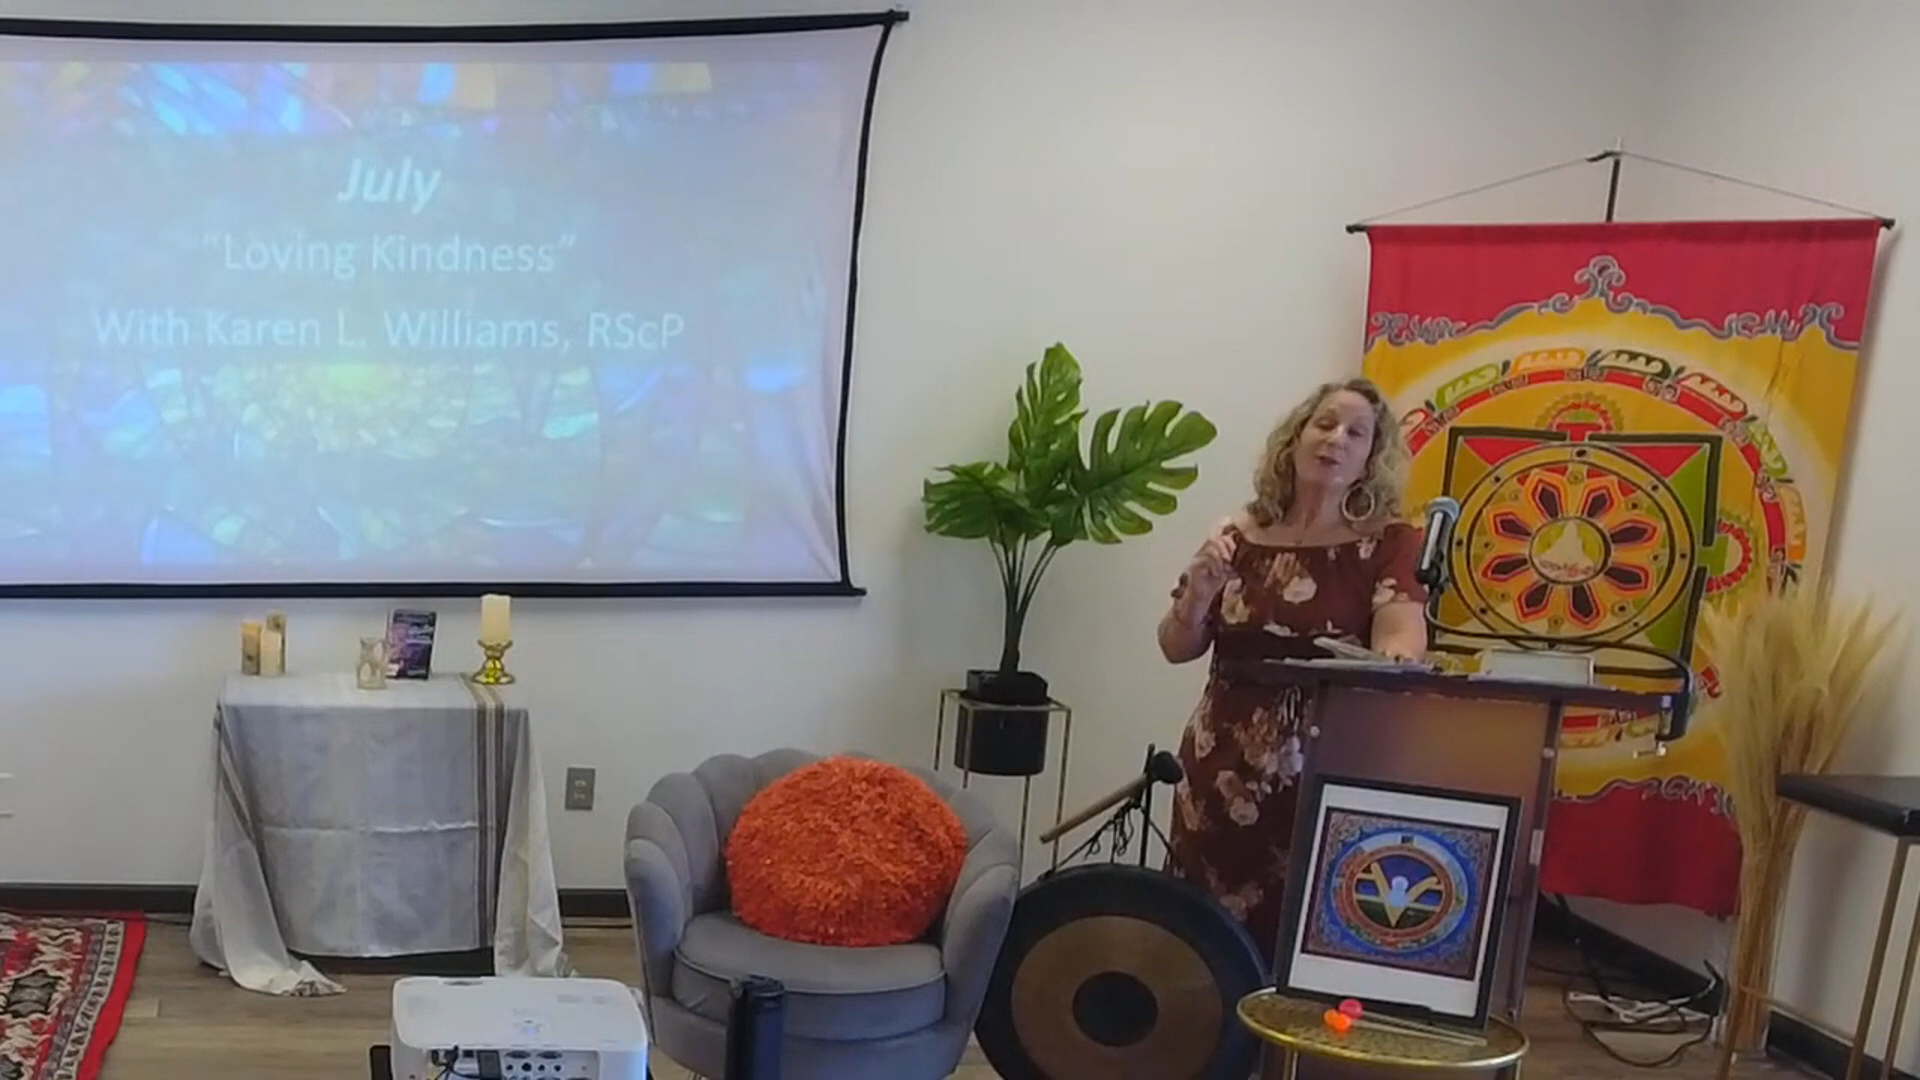 July
“Loving Kindness”
With Karen L. Williams, RScP